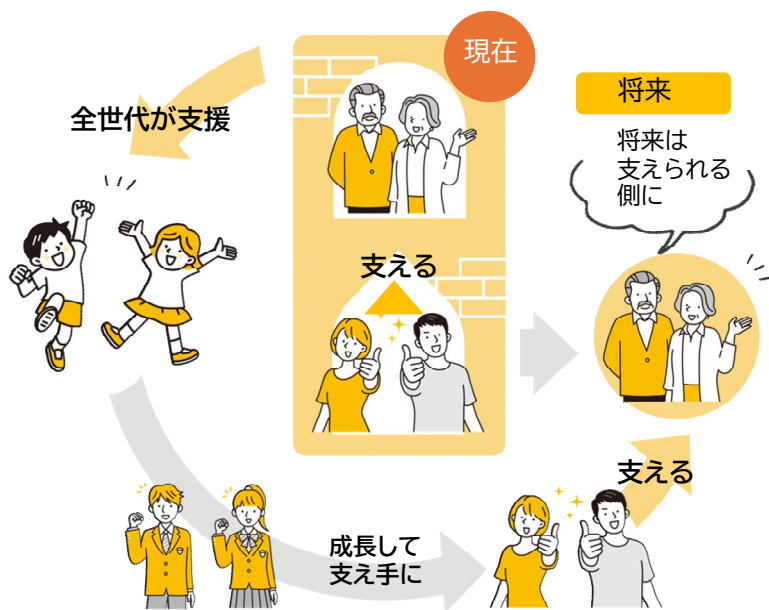 現在
全世代が支援
支える
将来
将来は
支えられる
側に
支える
成長して
支え手に